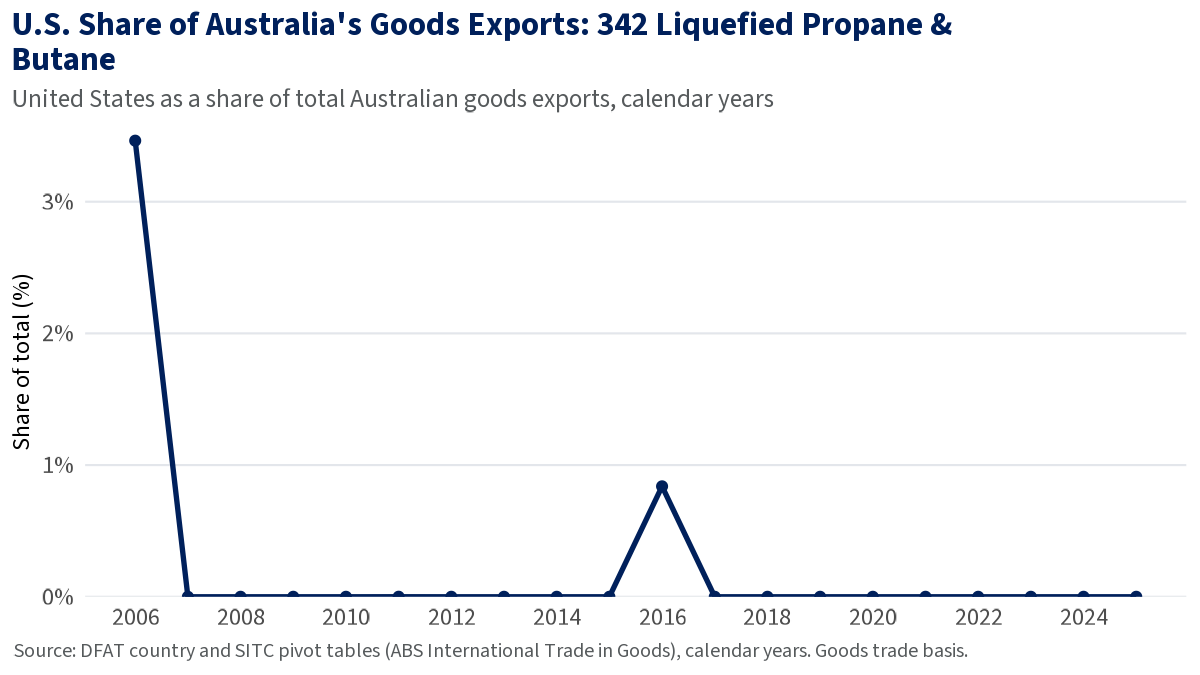 U.S. Share of Australia's Goods Exports: 342 Liquefied Propane &
Butane
United States as a share of total Australian goods exports, calendar years
Share of total (%)
3%
2%
1%
0%
2006 2008 2010 2012 2014 2016 2018 2020 2022 2024
Source: DFAT country and SITC pivot tables (ABS International Trade in Goods), calendar years. Goods trade basis.